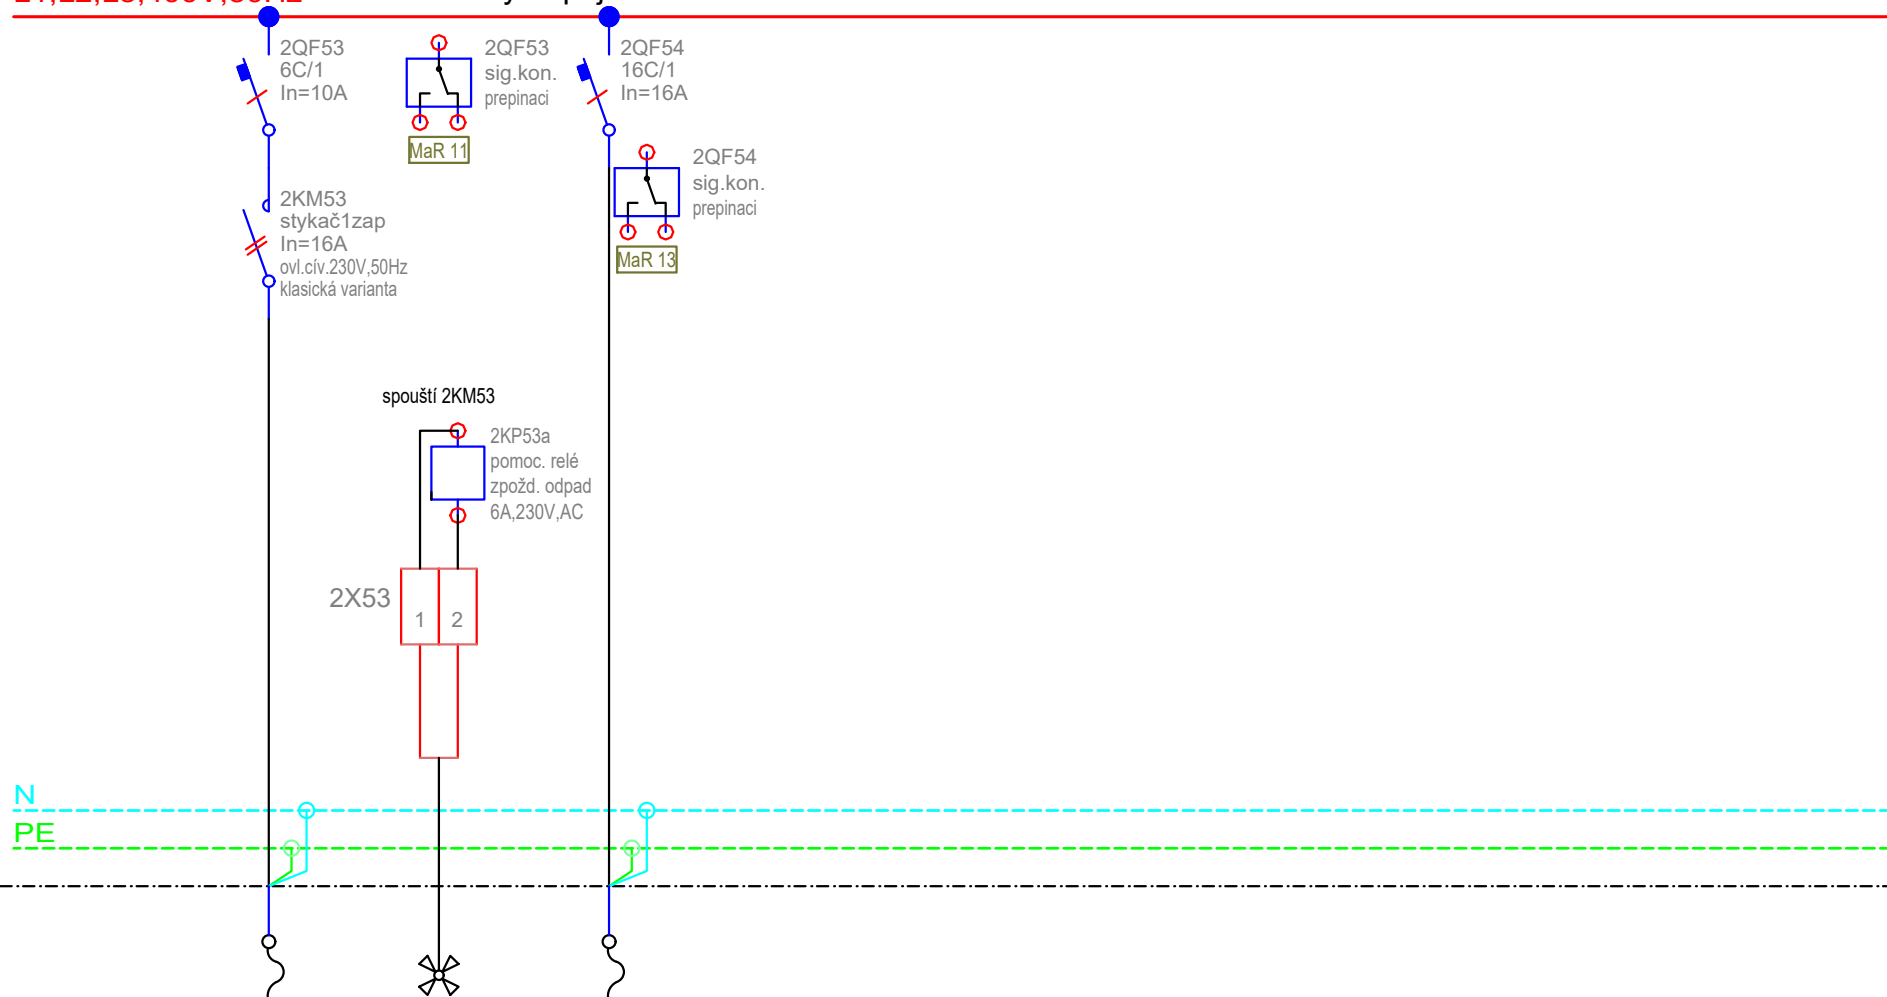 2QF53
6C/1
In=10A
2QF53
sig.kon.
prepinaci
MaR 11
2QF54
16C/1
In=16A
2QF54
sig.kon.
prepinaci
MaR 13
2KM53
stykač1zap
In=16A
ovl.cív.230V,50Hz
klasická varianta
spouští 2KM53
2KP53a
pomoc. relé
zpožd. odpad
6A,230V,AC
2X53
1
2
N
PE